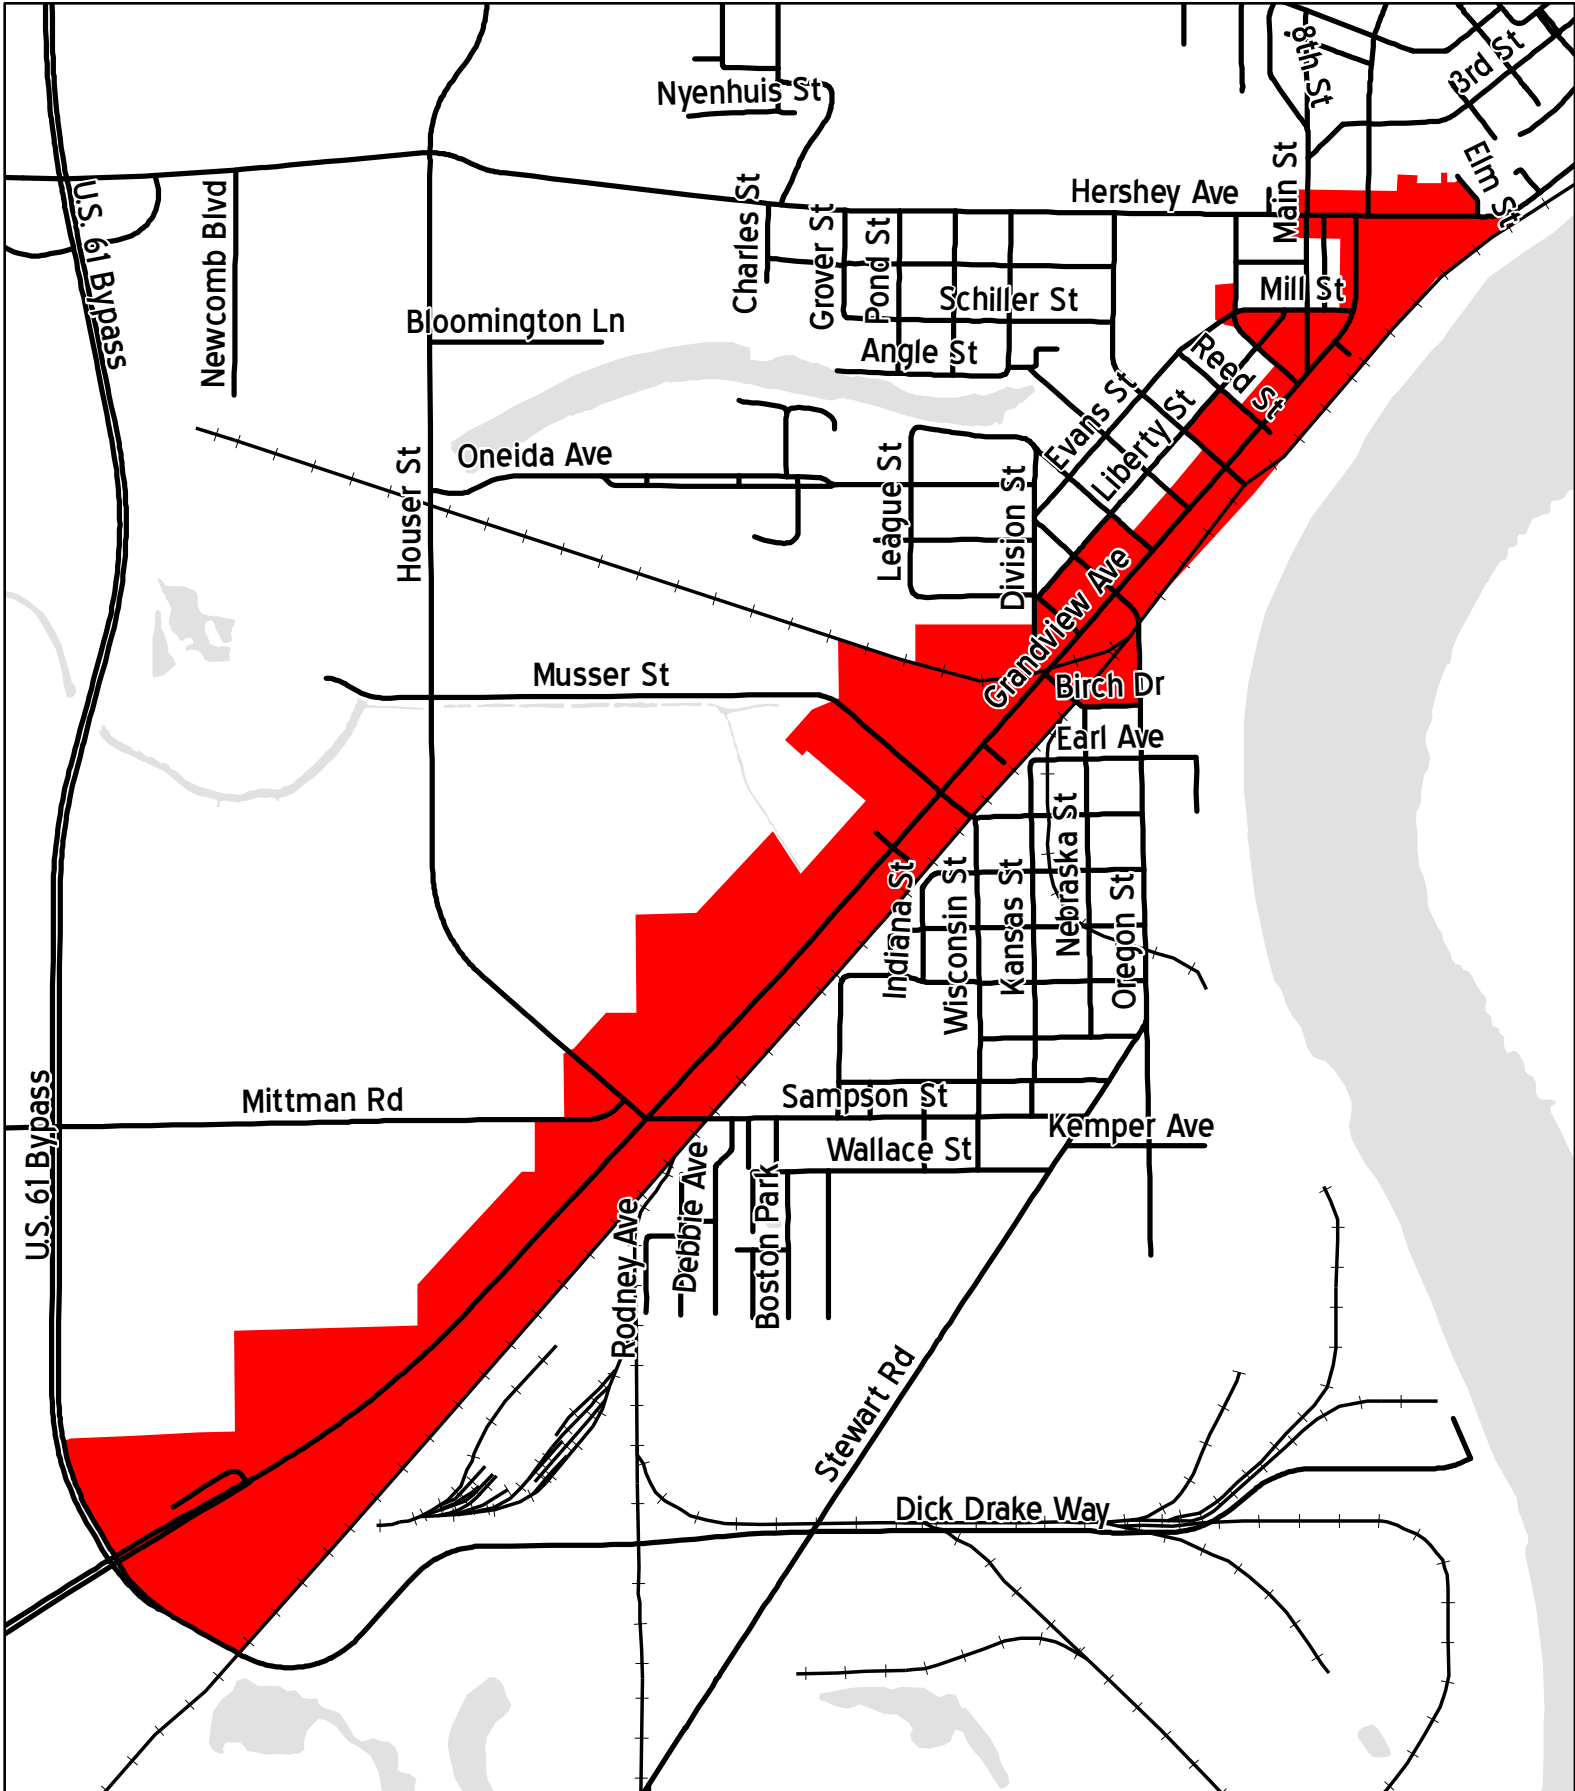 8th St
3rd St
Nyenhuis St
Elm St
Main St
Hershey Ave
Charles St
U.S. 61 Bypass
Newcomb Blvd
Grover St
Pond St
Mill St
Schiller St
Bloomington Ln
Angle St
Reed St
Evans St
Liberty St
Oneida Ave
Houser St
League St
Division St
Grandview Ave
Musser St
Birch Dr
Earl Ave
Nebraska St
Indiana St
Wisconsin St
Kansas St
Oregon St
Mittman Rd
Sampson St
U.S. 61 Bypass
Kemper Ave
Wallace St
Debbie Ave
Boston Park
Rodney Ave
Stewart Rd
Dick Drake Way